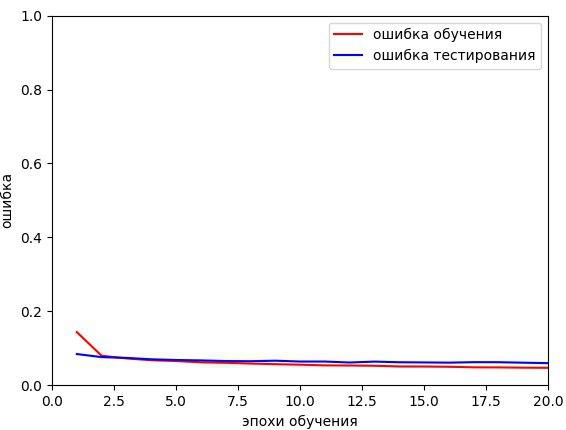 1.0
0.8
0.6
0.4
0.2
0.0
ошибка
ошибка обучения
ошибка тестирования
0.0 2.5 5.0 7.5 10.0 12.5 15.0 17.5 20.0
эпохи обучения